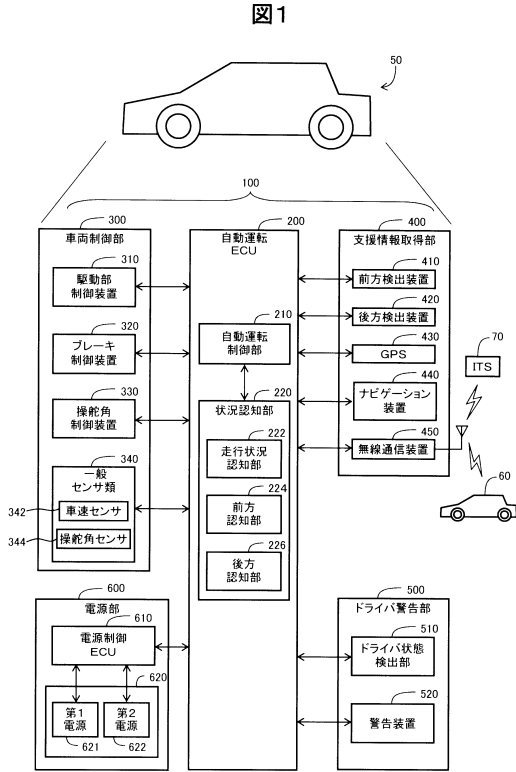 図1
50
100
300
車両制御部
310
駆動部
制御装置
320
ブレーキ
制御装置
330
操舵角
制御装置
340
一般
センサ類
342
車速センサ
344
操舵角センサ
200
自動運転
ECU
210
自動運転
制御部
220
状況認知部
222
走行状況
認知部
224
前方
認知部
226
後方
認知部
400
支援情報取得部
410
前方検出装置
420
後方検出装置
430
GPS
440
ナビゲーション
装置
450
無線通信装置
70
ITS
60
600
電源部
610
電源制御
ECU
620
第1
電源
621
第2
電源
622
500
ドライバ警告部
510
ドライバ状態
検出部
520
警告装置